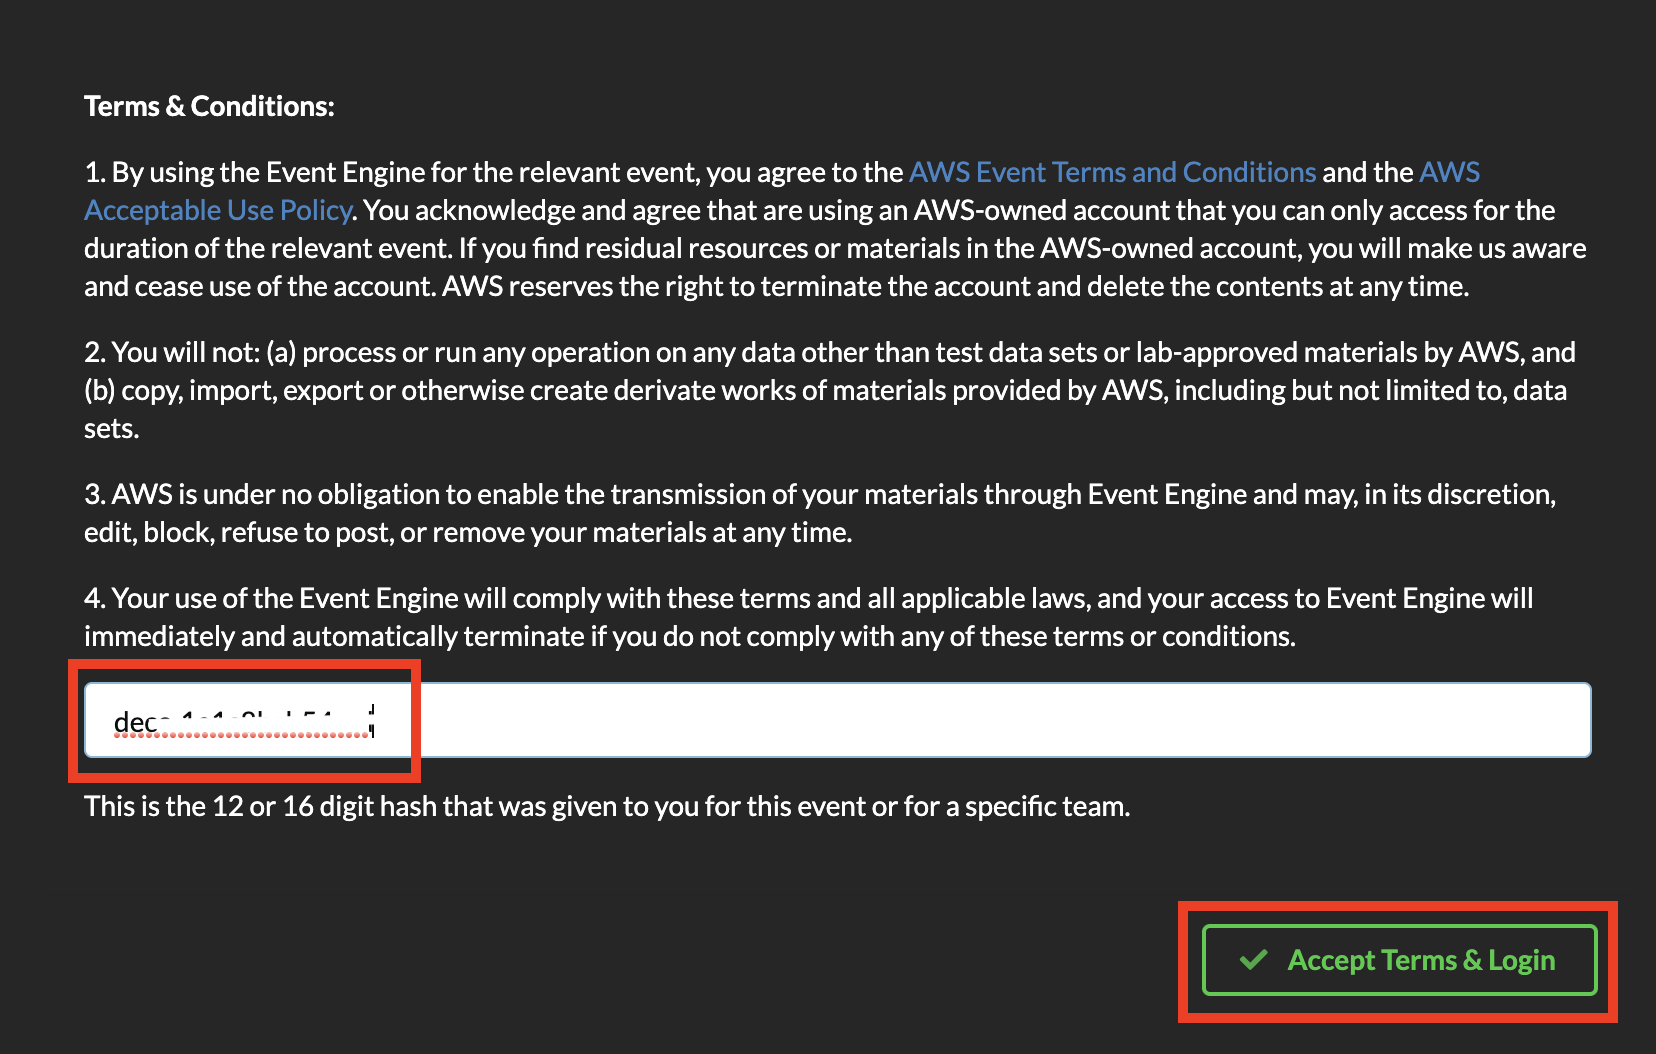 Terms & Conditions:
1. By using the Event Engine for the relevant event, you agree to the AWS Event Terms and Conditions and the AWS
Acceptable Use Policy. You acknowledge and agree that are using an AWS-owned account that you can only access for the
duration of the relevant event. If you find residual resources or materials in the AWS-owned account, you will make us aware
and cease use of the account. AWS reserves the right to terminate the account and delete the contents at any time.
2. You will not: (a) process or run any operation on any data other than test data sets or lab-approved materials by AWS, and
(b) copy, import, export or otherwise create derivate works of materials provided by AWS, including but not limited to, data
sets.
3. AWS is under no obligation to enable the transmission of your materials through Event Engine and may, in its discretion,
edit, block, refuse to post, or remove your materials at any time.
4. Your use of the Event Engine will comply with these terms and all applicable laws, and your access to Event Engine will
immediately and automatically terminate if you do not comply with any of these terms or conditions.
This is the 12 or 16 digit hash that was given to you for this event or for a specific team.
Accept Terms & Login